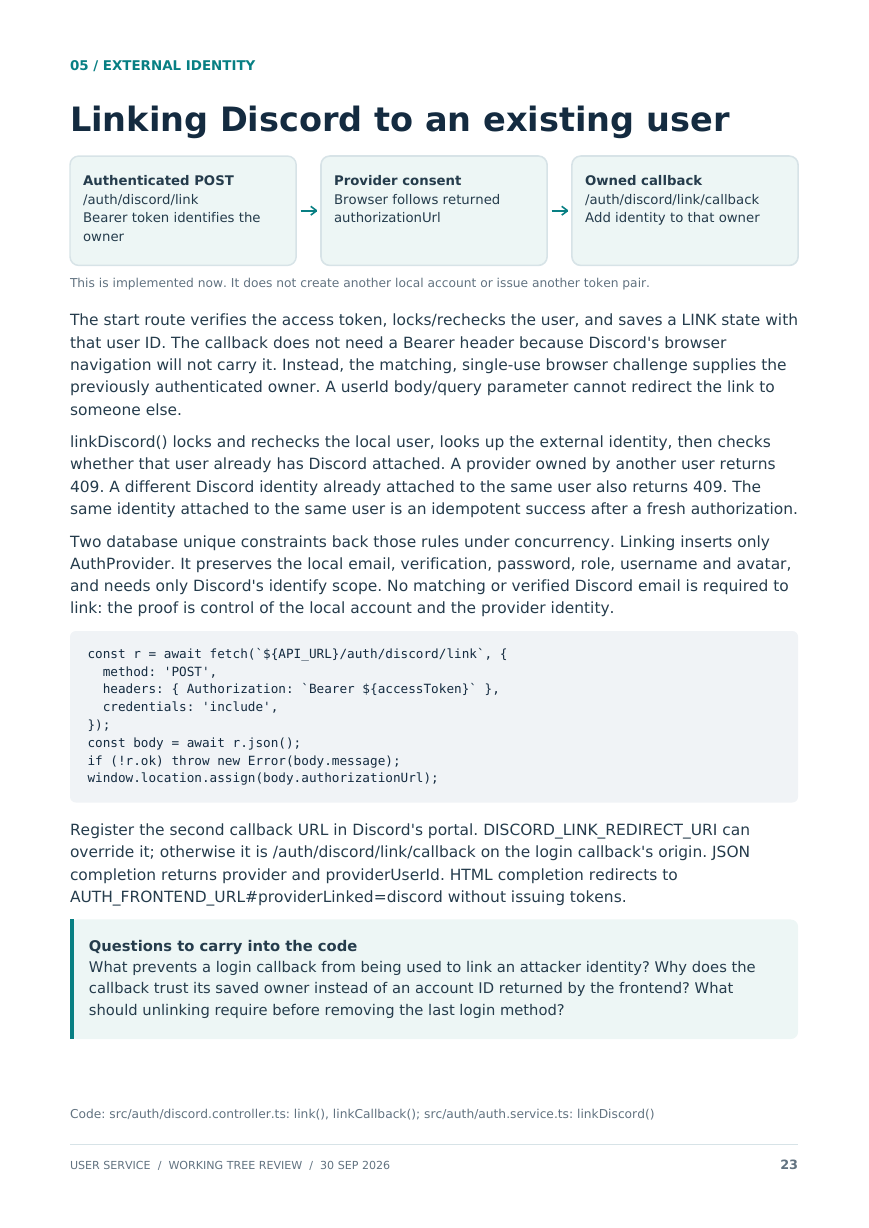 05 / EXTERNAL IDENTITY
Linking Discord to an existing user
Authenticated POST
/auth/discord/link
Bearer token identifies the
owner
→
Provider consent
Browser follows returned
authorizationUrl
→
Owned callback
/auth/discord/link/callback
Add identity to that owner
This is implemented now. It does not create another local account or issue another token pair.
The start route verifies the access token, locks/rechecks the user, and saves a LINK state with
that user ID. The callback does not need a Bearer header because Discord's browser
navigation will not carry it. Instead, the matching, single-use browser challenge supplies the
previously authenticated owner. A userId body/query parameter cannot redirect the link to
someone else.
linkDiscord() locks and rechecks the local user, looks up the external identity, then checks
whether that user already has Discord attached. A provider owned by another user returns
409. A different Discord identity already attached to the same user also returns 409. The
same identity attached to the same user is an idempotent success after a fresh authorization.
Two database unique constraints back those rules under concurrency. Linking inserts only
AuthProvider. It preserves the local email, verification, password, role, username and avatar,
and needs only Discord's identify scope. No matching or verified Discord email is required to
link: the proof is control of the local account and the provider identity.
const r = await fetch(`${API_URL}/auth/discord/link`, {
  method: 'POST',
  headers: { Authorization: `Bearer ${accessToken}` },
  credentials: 'include',
});
const body = await r.json();
if (!r.ok) throw new Error(body.message);
window.location.assign(body.authorizationUrl);
Register the second callback URL in Discord's portal. DISCORD_LINK_REDIRECT_URI can
override it; otherwise it is /auth/discord/link/callback on the login callback's origin. JSON
completion returns provider and providerUserId. HTML completion redirects to
AUTH_FRONTEND_URL#providerLinked=discord without issuing tokens.
Questions to carry into the code
What prevents a login callback from being used to link an attacker identity? Why does the
callback trust its saved owner instead of an account ID returned by the frontend? What
should unlinking require before removing the last login method?
Code: src/auth/discord.controller.ts: link(), linkCallback(); src/auth/auth.service.ts: linkDiscord()
USER SERVICE / WORKING TREE REVIEW / 30 SEP 2026
23